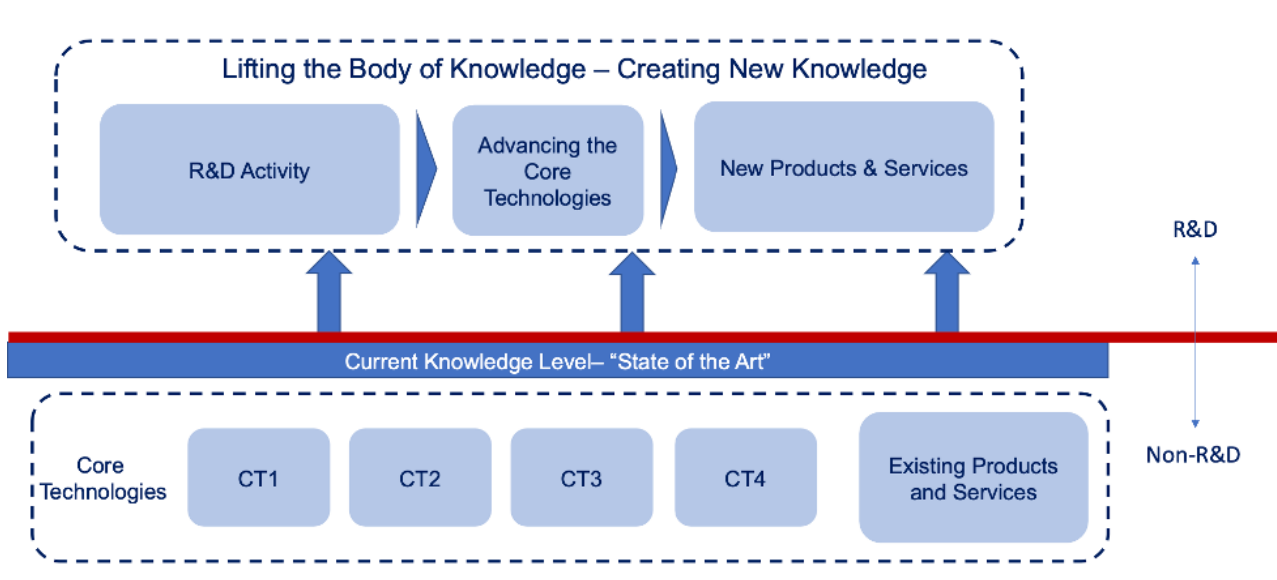 Lifting the Body of Knowledge – Creating New Knowledge
R&D Activity
Advancing the
Core
Technologies
New Products & Services
R&D
Current Knowledge Level– “State of the Art”
Core
Technologies
CT1
CT2
CT3
CT4
Existing Products
and Services
Non-R&D